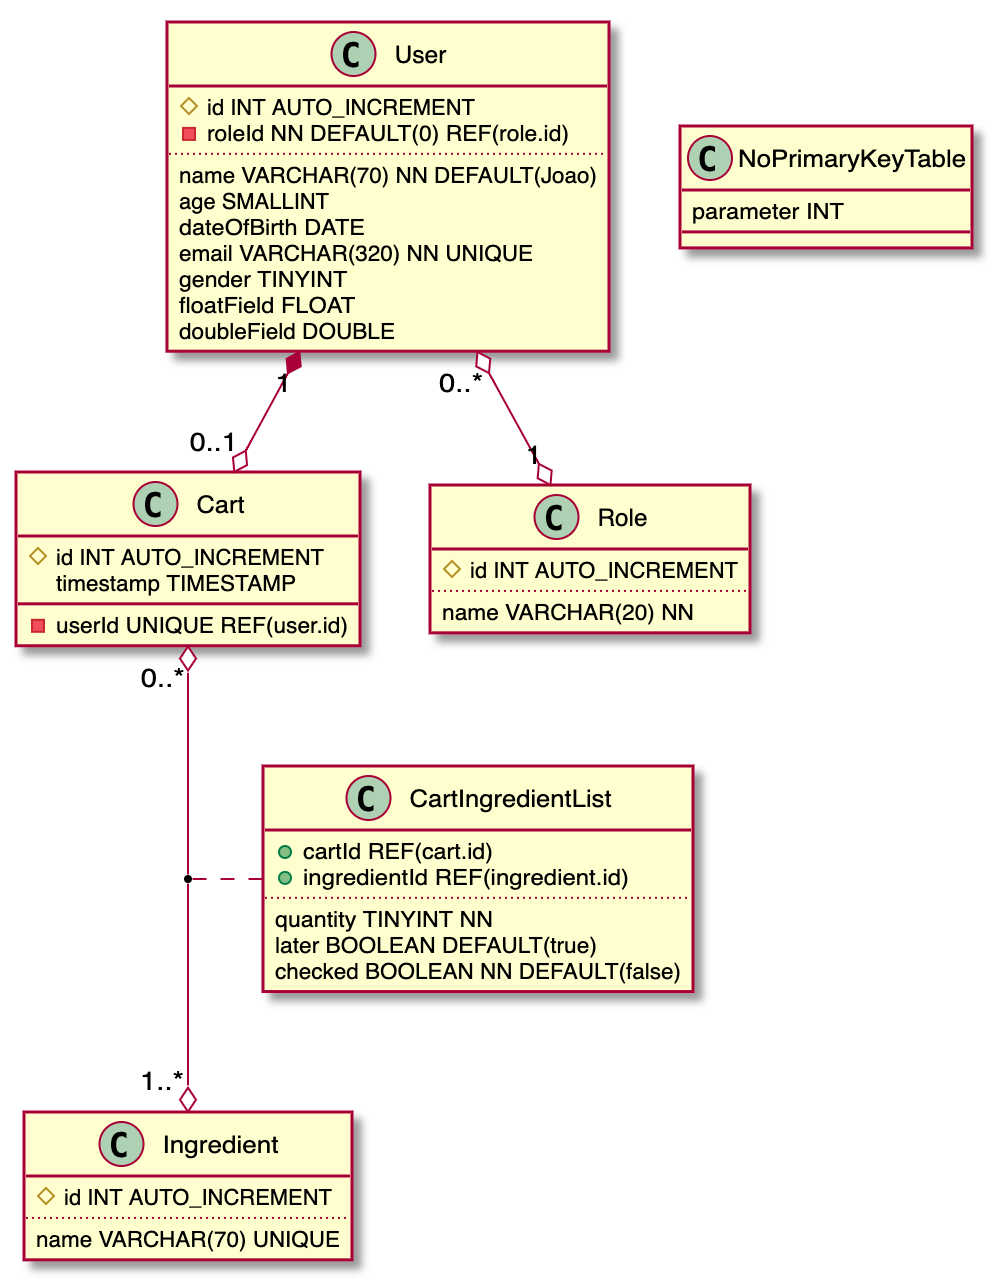 C User
id INT AUTO_INCREMENT
roleId NN DEFAULT(0) REF(role.id)
name VARCHAR(70) NN DEFAULT(Joao)
age SMALLINT
dateOfBirth DATE
email VARCHAR(320) NN UNIQUE
gender TINYINT
floatField FLOAT
doubleField DOUBLE
C NoPrimaryKeyTable
parameter INT
1
0..*
0..1
1
C Cart
id INT AUTO_INCREMENT
timestamp TIMESTAMP
userId UNIQUE REF(user.id)
C Role
id INT AUTO_INCREMENT
name VARCHAR(20) NN
0..*
C CartIngredientList
cartId REF(cart.id)
ingredientId REF(ingredient.id)
quantity TINYINT NN
later BOOLEAN DEFAULT(true)
checked BOOLEAN NN DEFAULT(false)
1..*
C Ingredient
id INT AUTO_INCREMENT
name VARCHAR(70) UNIQUE